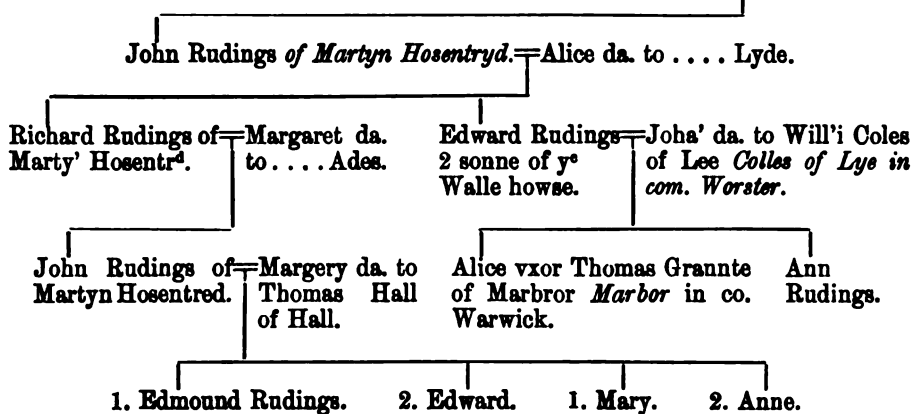 John Rudings of Martyn Hosentryd.=Alice da. to . . . . Lyde.
Richard Rudings of=Margaret da.
Marty' Hosentrᵈ. to . . . . Ades.
Edward Rudings=Joha' da. to Will'i Coles
2 sonne of yᵉ of Lee Colles of Lye in
Walle howse. com. Worster.
John Rudings of=Margery da. to
Martyn Hosentred. Thomas Hall
of Hall.
Alice vxor Thomas Grannte
of Marbror Marbor in co.
Warwick.
Ann
Rudings.
1. Edmound Rudings. 2. Edward. 1. Mary. 2. Anne.